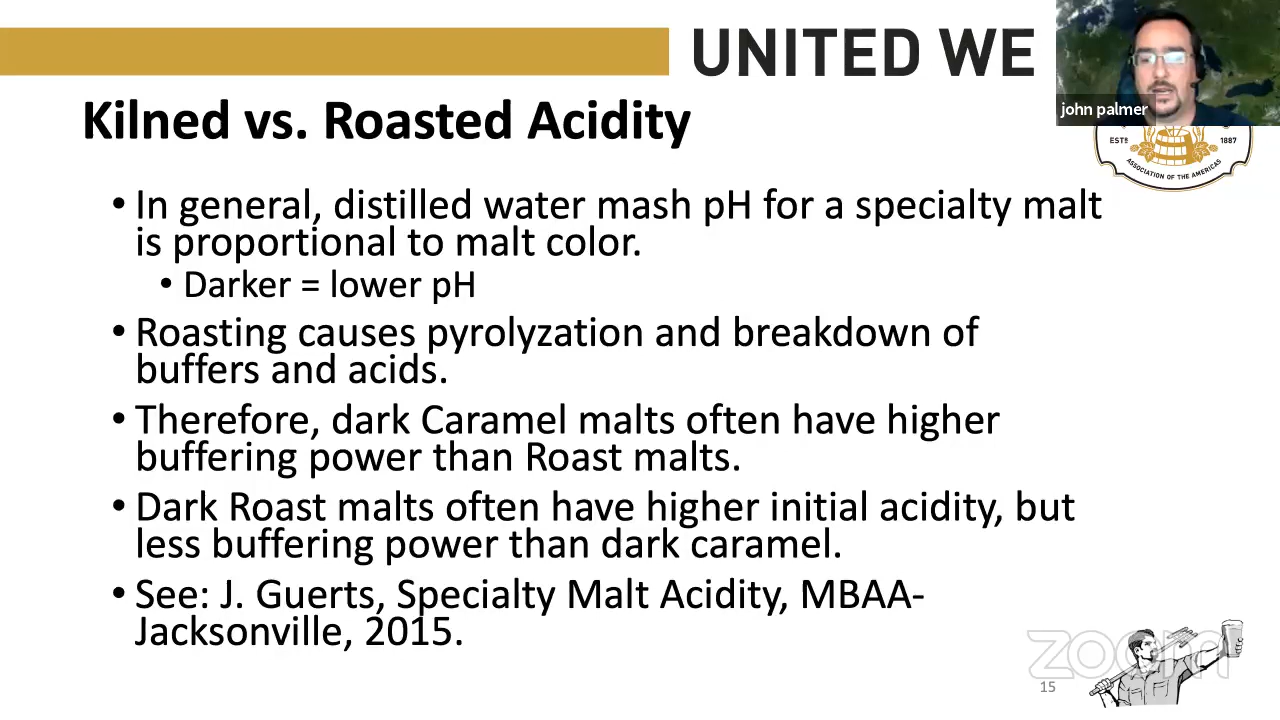 UNITED WE
john palmer
Kilned vs. Roasted Acidity
ESTᴮ 1887
ASSOCIATION OF THE AMERICAS
• In general, distilled water mash pH for a specialty malt
is proportional to malt color.
• Darker = lower pH
• Roasting causes pyrolyzation and breakdown of
buffers and acids.
• Therefore, dark Caramel malts often have higher
buffering power than Roast malts.
• Dark Roast malts often have higher initial acidity, but
less buffering power than dark caramel.
• See: J. Guerts, Specialty Malt Acidity, MBAA-
Jacksonville, 2015.
zoom
15